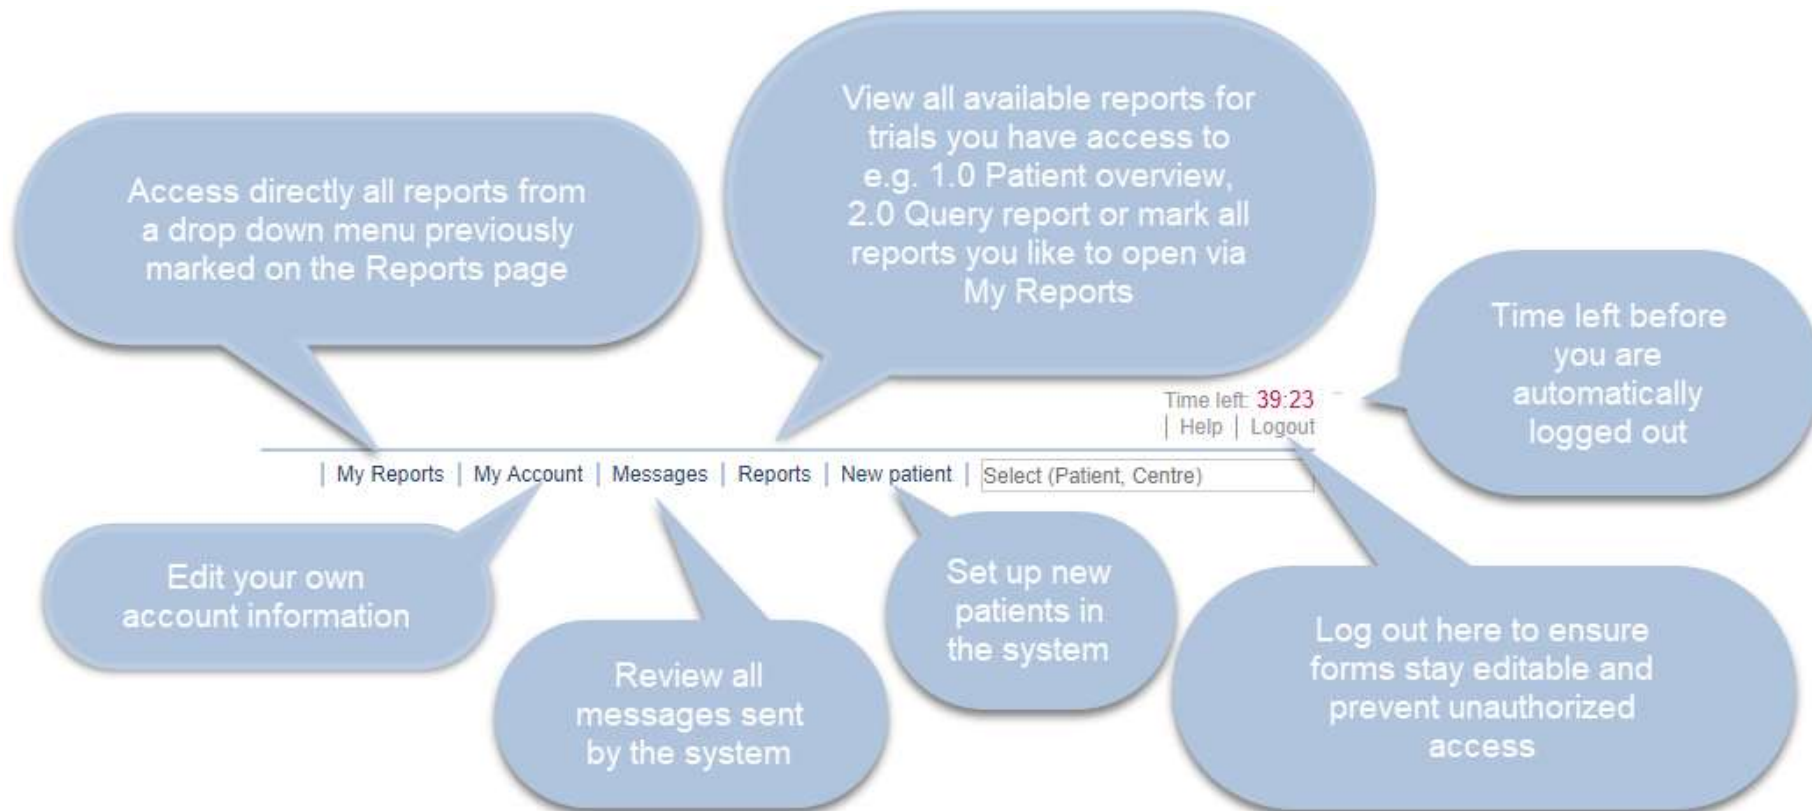 View all available reports for
trials you have access to
e.g. 1.0 Patient overview,
2.0 Query report or mark all
reports you like to open via
My Reports
Access directly all reports from
a drop down menu previously
marked on the Reports page
Time left before
you are
automatically
logged out
Time left: 39:23
| Help | Logout
| My Reports | My Account | Messages | Reports | New patient | Select (Patient, Centre)
Edit your own
account information
Review all
messages sent
by the system
Set up new
patients in
the system
Log out here to ensure
forms stay editable and
prevent unauthorized
access